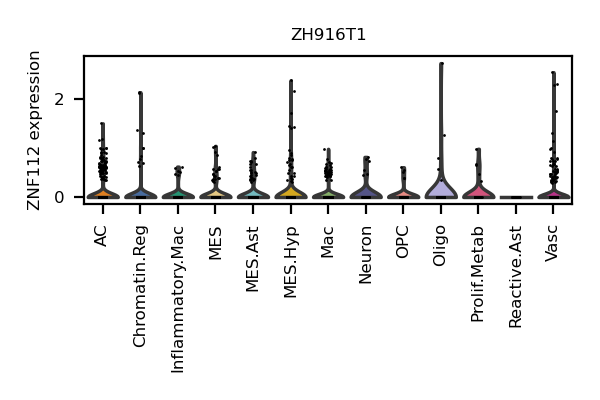 ZH916T1
ZNF112 expression
2
0
AC
Chromatin.Reg
Inflammatory.Mac
MES
MES.Ast
MES.Hyp
Mac
Neuron
OPC
Oligo
Prolif.Metab
Reactive.Ast
Vasc